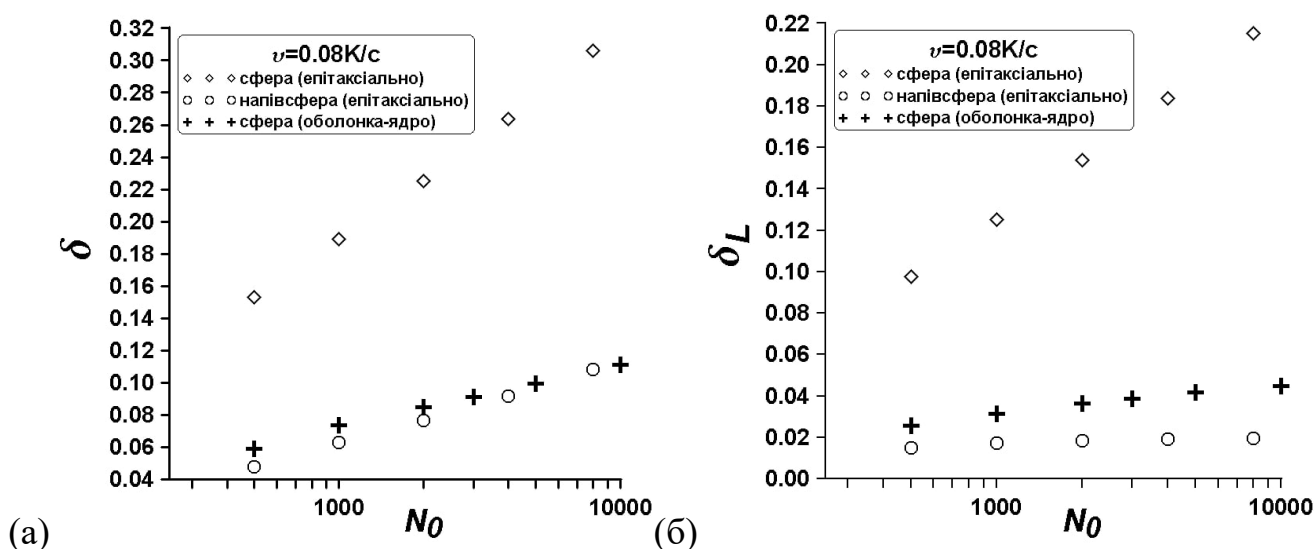 0.32
0.30
0.28
0.26
0.24
0.22
0.20
0.18
0.16
0.14
0.12
0.10
0.08
0.06
0.04
δ
υ=0.08K/c
сфера (епітаксіально)
напівсфера (епітаксіально)
сфера (оболонка-ядро)
1000
10000
N0
(а)
0.22
0.20
0.18
0.16
0.14
0.12
0.10
0.08
0.06
0.04
0.02
0.00
δL
υ=0.08K/c
сфера (епітаксіально)
напівсфера (епітаксіально)
сфера (оболонка-ядро)
1000
10000
N0
(б)